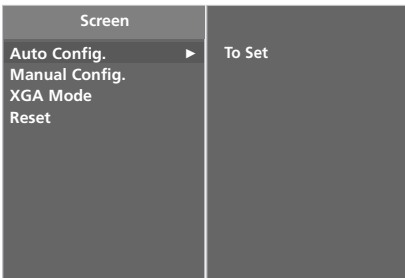 Screen
Auto Config. ►
To Set
Manual Config.
XGA Mode
Reset